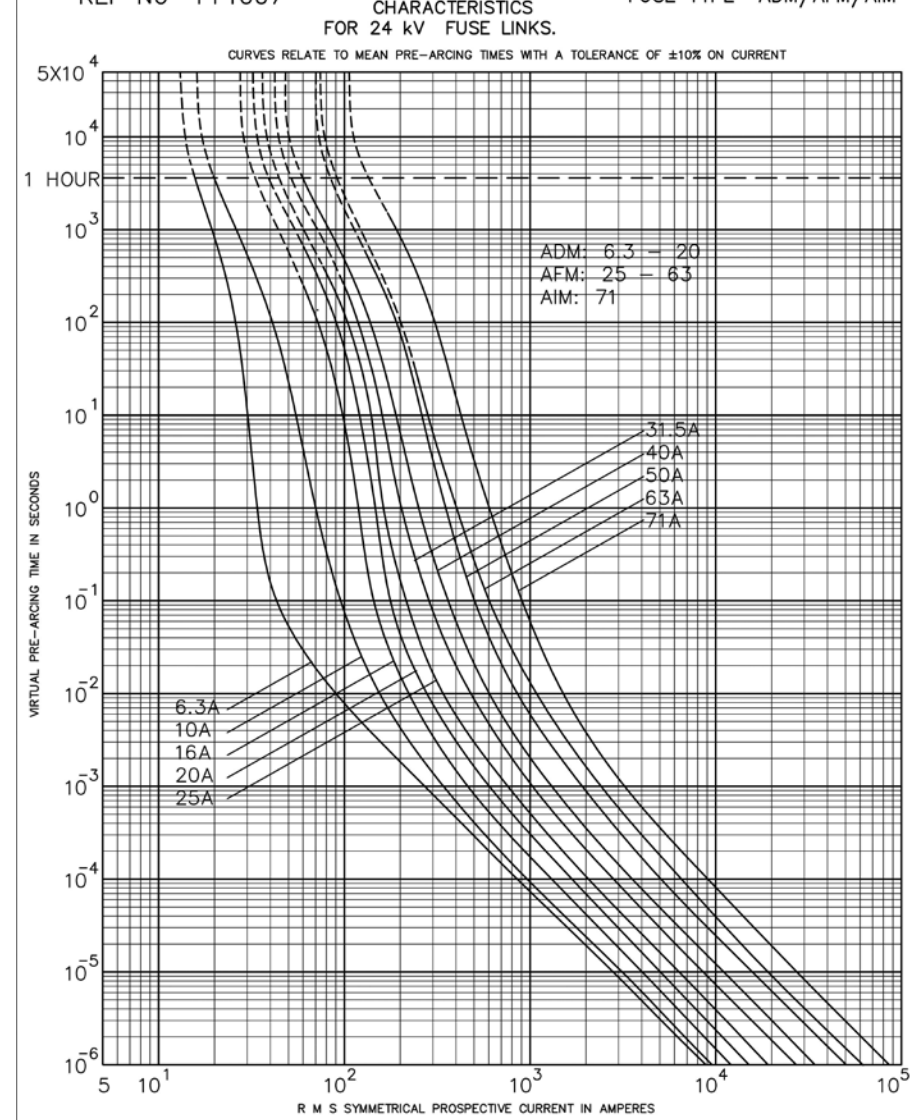 CHARACTERISTICS
FOR 24 kV FUSE LINKS.
CURVES RELATE TO MEAN PRE-ARCING TIMES WITH A TOLERANCE OF ±10% ON CURRENT
5X10⁴
10⁴
1 HOUR
10³
ADM: 6.3 – 20
AFM: 25 – 63
AIM: 71
10²
10¹
31.5A
40A
50A
63A
71A
10⁰
10⁻¹
10⁻²
6.3A
10A
16A
20A
25A
10⁻³
10⁻⁴
10⁻⁵
10⁻⁶
VIRTUAL PRE-ARCING TIME IN SECONDS
5 10¹ 10² 10³ 10⁴ 10⁵
R M S SYMMETRICAL PROSPECTIVE CURRENT IN AMPERES